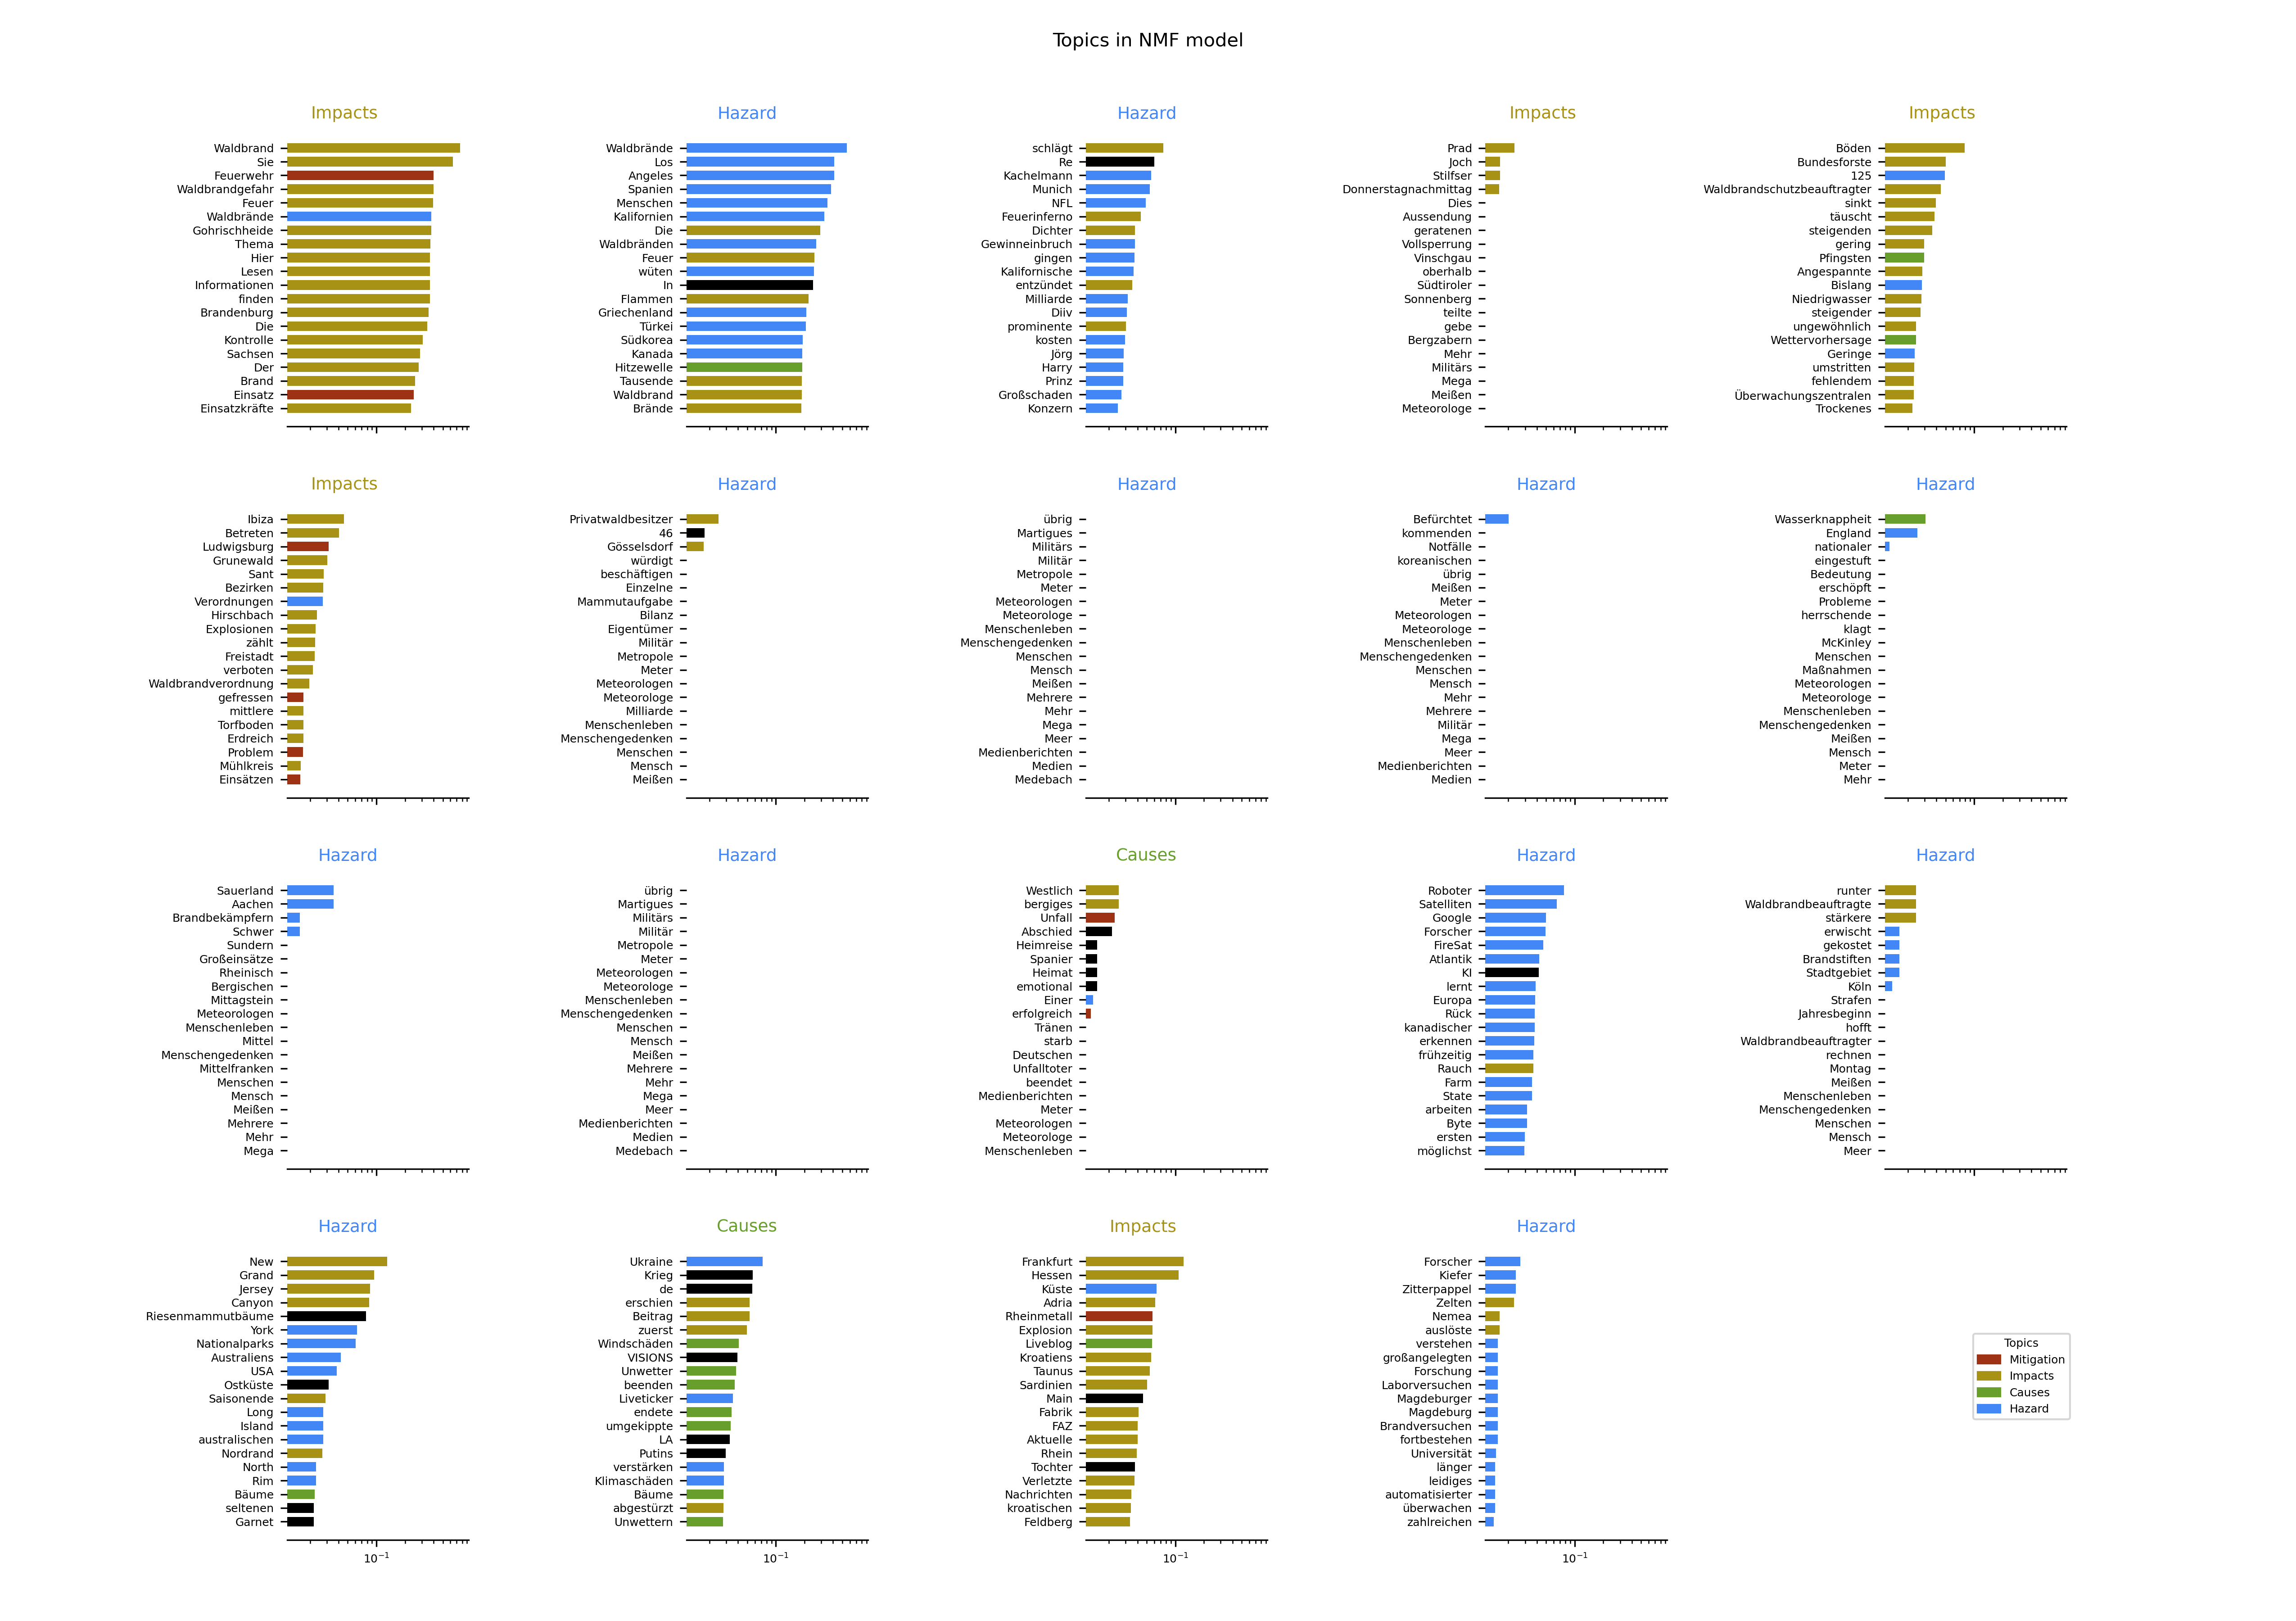 Topics in NMF model
Impacts
Waldbrand
Sie
Feuerwehr
Waldbrandgefahr
Feuer
Waldbrände
Gohrischheide
Thema
Hier
Lesen
Informationen
finden
Brandenburg
Die
Kontrolle
Sachsen
Der
Brand
Einsatz
Einsatzkräfte
Hazard
Waldbrände
Los
Angeles
Spanien
Menschen
Kalifornien
Die
Waldbränden
Feuer
wüten
In
Flammen
Griechenland
Türkei
Südkorea
Kanada
Hitzewelle
Tausende
Waldbrand
Brände
Hazard
schlägt
Re
Kachelmann
Munich
NFL
Feuerinferno
Dichter
Gewinneinbruch
gingen
Kalifornische
entzündet
Milliarde
Diiv
prominente
kosten
Jörg
Harry
Prinz
Großschaden
Konzern
Impacts
Prad
Joch
Stilfser
Donnerstagnachmittag
Dies
Aussendung
geratenen
Vollsperrung
Vinschgau
oberhalb
Südtiroler
Sonnenberg
teilte
gebe
Bergzabern
Mehr
Militärs
Mega
Meißen
Meteorologe
Impacts
Böden
Bundesforste
125
Waldbrandschutzbeauftragter
sinkt
täuscht
steigenden
gering
Pfingsten
Angespannte
Bislang
Niedrigwasser
steigender
ungewöhnlich
Wettervorhersage
Geringe
umstritten
fehlendem
Überwachungszentralen
Trockenes
Impacts
Ibiza
Betreten
Ludwigsburg
Grunewald
Sant
Bezirken
Verordnungen
Hirschbach
Explosionen
zählt
Freistadt
verboten
Waldbrandverordnung
gefressen
mittlere
Torfboden
Erdreich
Problem
Mühlkreis
Einsätzen
Hazard
Privatwaldbesitzer
46
Gösselsdorf
würdigt
beschäftigen
Einzelne
Mammutaufgabe
Bilanz
Eigentümer
Militär
Metropole
Meter
Meteorologen
Meteorologe
Milliarde
Menschenleben
Menschengedenken
Menschen
Mensch
Meißen
Hazard
übrig
Martigues
Militärs
Militär
Metropole
Meter
Meteorologen
Meteorologe
Menschenleben
Menschengedenken
Menschen
Mensch
Meißen
Mehrere
Mehr
Mega
Meer
Medienberichten
Medien
Medebach
Hazard
Befürchtet
kommenden
Notfälle
koreanischen
übrig
Meißen
Meter
Meteorologen
Meteorologe
Menschenleben
Menschengedenken
Menschen
Mensch
Mehr
Mehrere
Militär
Mega
Meer
Medienberichten
Medien
Hazard
Wasserknappheit
England
nationaler
eingestuft
Bedeutung
erschöpft
Probleme
herrschende
klagt
McKinley
Menschen
Maßnahmen
Meteorologen
Meteorologe
Menschenleben
Menschengedenken
Meißen
Mensch
Meter
Mehr
Hazard
Sauerland
Aachen
Brandbekämpfern
Schwer
Sundern
Großeinsätze
Rheinisch
Bergischen
Mittagstein
Meteorologen
Menschenleben
Mittel
Menschengedenken
Mittelfranken
Menschen
Mensch
Meißen
Mehrere
Mehr
Mega
Hazard
übrig
Martigues
Militärs
Militär
Metropole
Meter
Meteorologen
Meteorologe
Menschenleben
Menschengedenken
Menschen
Mensch
Meißen
Mehrere
Mehr
Mega
Meer
Medienberichten
Medien
Medebach
Causes
Westlich
bergiges
Unfall
Abschied
Heimreise
Spanier
Heimat
emotional
Einer
erfolgreich
Tränen
starb
Deutschen
Unfalltoter
beendet
Medienberichten
Meter
Meteorologen
Meteorologe
Menschenleben
Hazard
Roboter
Satelliten
Google
Forscher
FireSat
Atlantik
KI
lernt
Europa
Rück
kanadischer
erkennen
frühzeitig
Rauch
Farm
State
arbeiten
Byte
ersten
möglichst
Hazard
runter
Waldbrandbeauftragte
stärkere
erwischt
gekostet
Brandstiften
Stadtgebiet
Köln
Strafen
Jahresbeginn
hofft
Waldbrandbeauftragter
rechnen
Montag
Meißen
Menschenleben
Menschengedenken
Menschen
Mensch
Meer
Hazard
New
Grand
Jersey
Canyon
Riesenmammutbäume
York
Nationalparks
Australiens
USA
Ostküste
Saisonende
Long
Island
australischen
Nordrand
North
Rim
Bäume
seltenen
Garnet
10⁻¹
Causes
Ukraine
Krieg
de
erschien
Beitrag
zuerst
Windschäden
VISIONS
Unwetter
beenden
Liveticker
endete
umgekippte
LA
Putins
verstärken
Klimaschäden
Bäume
abgestürzt
Unwettern
10⁻¹
Impacts
Frankfurt
Hessen
Küste
Adria
Rheinmetall
Explosion
Liveblog
Kroatiens
Taunus
Sardinien
Main
Fabrik
FAZ
Aktuelle
Rhein
Tochter
Verletzte
Nachrichten
kroatischen
Feldberg
10⁻¹
Hazard
Forscher
Kiefer
Zitterpappel
Zelten
Nemea
auslöste
verstehen
großangelegten
Forschung
Laborversuchen
Magdeburger
Magdeburg
Brandversuchen
fortbestehen
Universität
länger
leidiges
automatisierter
überwachen
zahlreichen
10⁻¹
Topics
Mitigation
Impacts
Causes
Hazard